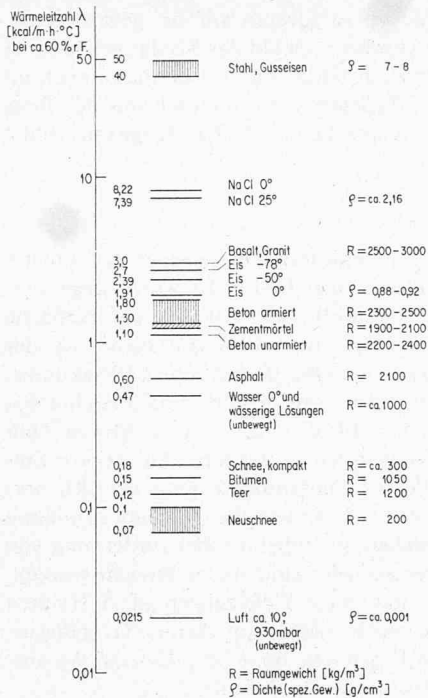 Wärmeleitzahl λ
[kcal/m·h·°C]
bei ca. 60 % r.F.
50 50 Stahl, Gusseisen ϱ = 7-8
40
10
8,22 NaCl 0°
7,39 NaCl 25° ϱ = ca. 2,16
3,0 Basalt, Granit R = 2500-3000
2,7 Eis -78°
2,39 Eis -50°
1,91 Eis 0° ϱ = 0,88-0,92
1,80
1,30 Beton armiert R = 2300-2500
Zementmörtel R = 1900-2100
1,10 Beton unarmiert R = 2200-2400
1
0,60 Asphalt R = 2100
0,47 Wasser 0° und
wässerige Lösungen R = ca. 1000
(unbewegt)
0,18 Schnee, kompakt R = ca. 300
0,15 Bitumen R = 1050
0,12 Teer R = 1200
0,1 0,1
Neuschnee R = 200
0,07
0,0215 Luft ca. 10°, ϱ = ca. 0,001
930mbar
(unbewegt)
0,01
R = Raumgewicht [kg/m³]
ϱ = Dichte (spez. Gew.) [g/cm³]